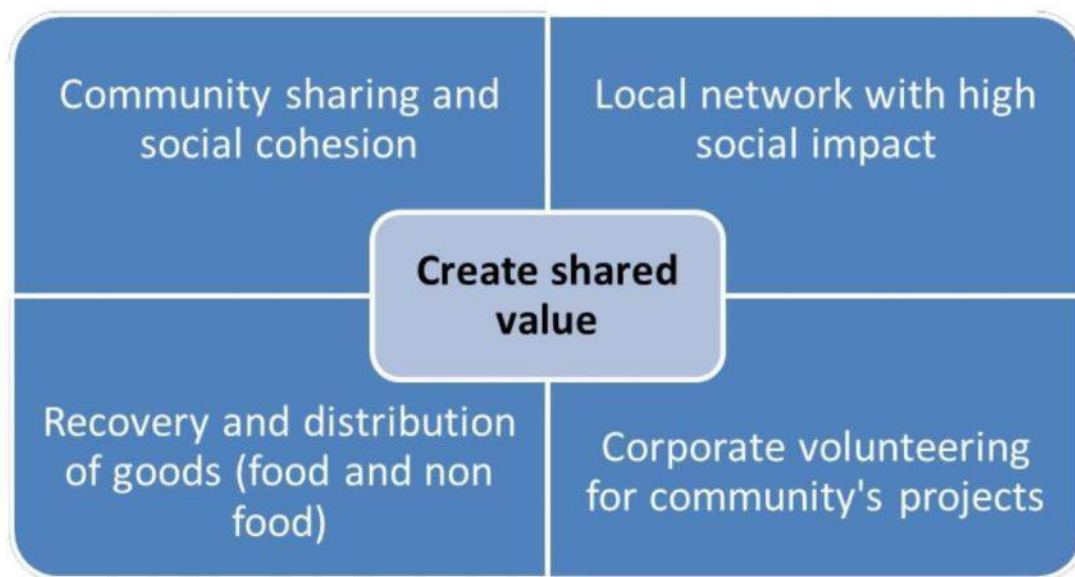 Community sharing and
social cohesion
Local network with high
social impact
Create shared
value
Recovery and distribution
of goods (food and non
food)
Corporate volunteering
for community's projects